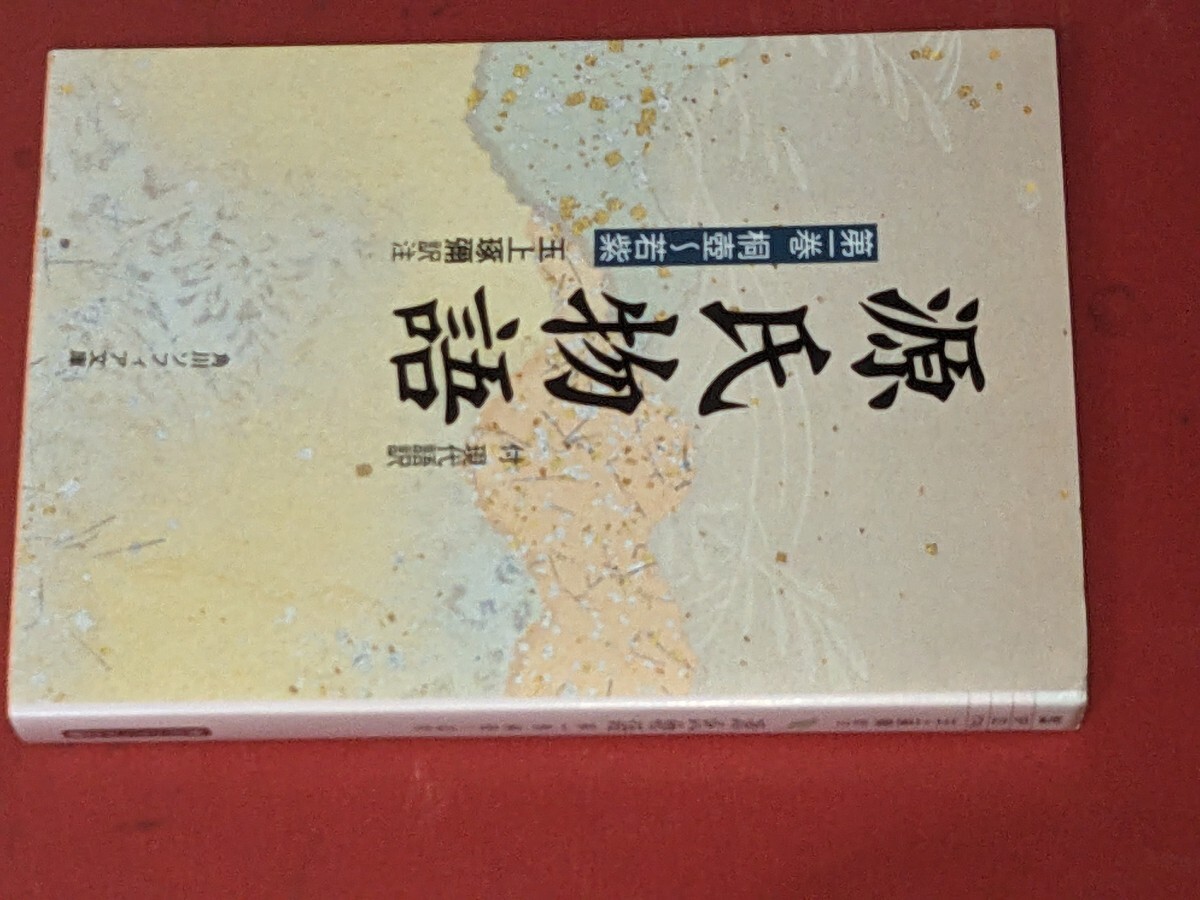 第一巻 桐壺〜若紫
源氏物語
付 現代語訳
玉上琢彌訳注
角川ソフィア文庫